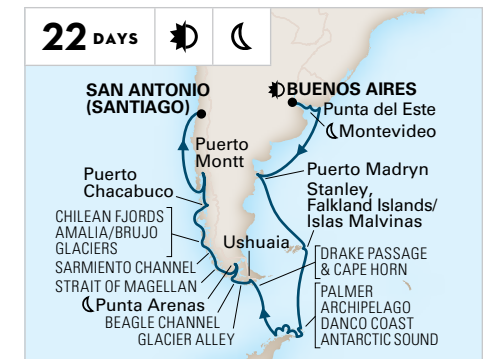 22 DAYS
SAN ANTONIO
(SANTIAGO)
BUENOS AIRES
Punta del Este
Montevideo
Puerto
Montt
Puerto Madryn
Puerto
Chacabuco
Stanley,
Falkland Islands/
Islas Malvinas
CHILEAN FJORDS
AMALIA/BRUJO
GLACIERS
Ushuaia
SARMIENTO CHANNEL
STRAIT OF MAGELLAN
Punta Arenas
BEAGLE CHANNEL
GLACIER ALLEY
DRAKE PASSAGE
& CAPE HORN
PALMER
ARCHIPELAGO
DANCO COAST
ANTARCTIC SOUND